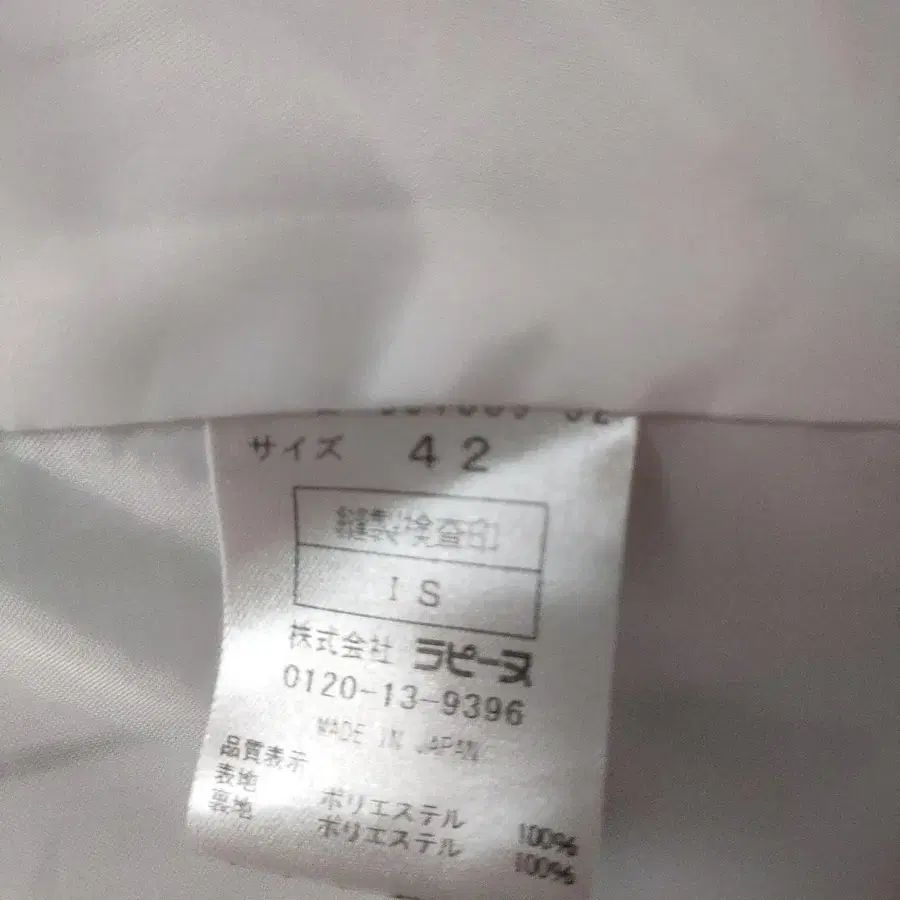 サイズ 42
縫製検査印
IS
株式会社 ラピーヌ
0120-13-9396
MADE IN JAPAN
品質表示
表地 ポリエステル 100%
裏地 ポリエステル 100%